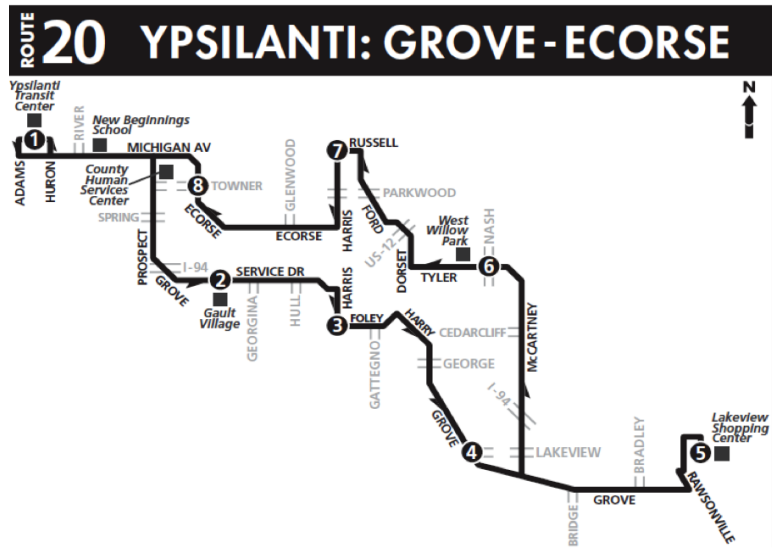 ROUTE
20
YPSILANTI: GROVE - ECORSE
Ypsilanti
Transit
Center
1
ADAMS
HURON
RIVER
New Beginnings
School
MICHIGAN AV
County
Human
Services
Center
8
TOWNER
SPRING
ECORSE
GLENWOOD
ECORSE
7
RUSSELL
HARRIS
PARKWOOD
FORD
US-12
DORSET
West
Willow
Park
NASH
6
TYLER
N
PROSPECT
I-94
GROVE
2
SERVICE DR
Gault
Village
GEORGINA
HULL
HARRIS
3
FOLEY
GATTEGNO
HARRY
CEDARCLIFF
GEORGE
McCARTNEY
I-94
GROVE
4
LAKEVIEW
BRIDGE
GROVE
BRADLEY
5
Lakeview
Shopping
Center
RAWSONVILLE